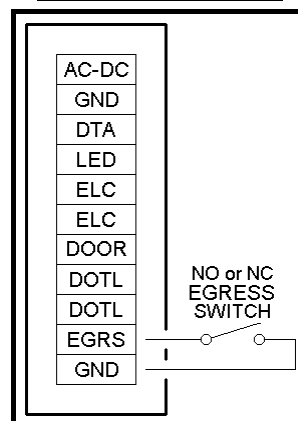 AC-DC
GND
DTA
LED
ELC
ELC
DOOR
DOTL
DOTL
EGRS
GND
NO or NC
EGRESS
SWITCH